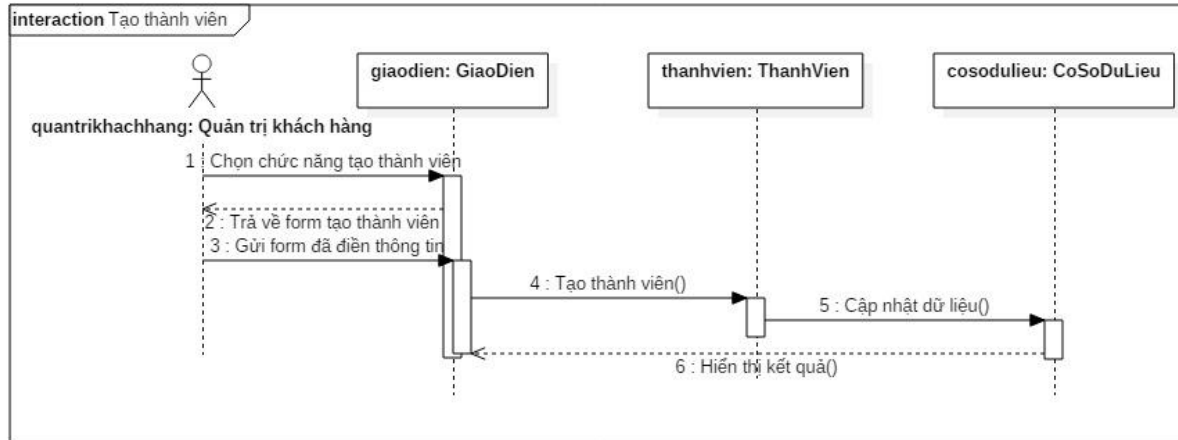 interaction Tạo thành viên
giaodien: GiaoDien
thanhvien: ThanhVien
cosodulieu: CoSoDuLieu
quantrikhachhang: Quản trị khách hàng
1 : Chọn chức năng tạo thành viên
2 : Trả về form tạo thành viên
3 : Gửi form đã điền thông tin
4 : Tạo thành viên()
5 : Cập nhật dữ liệu()
6 : Hiển thị kết quả()